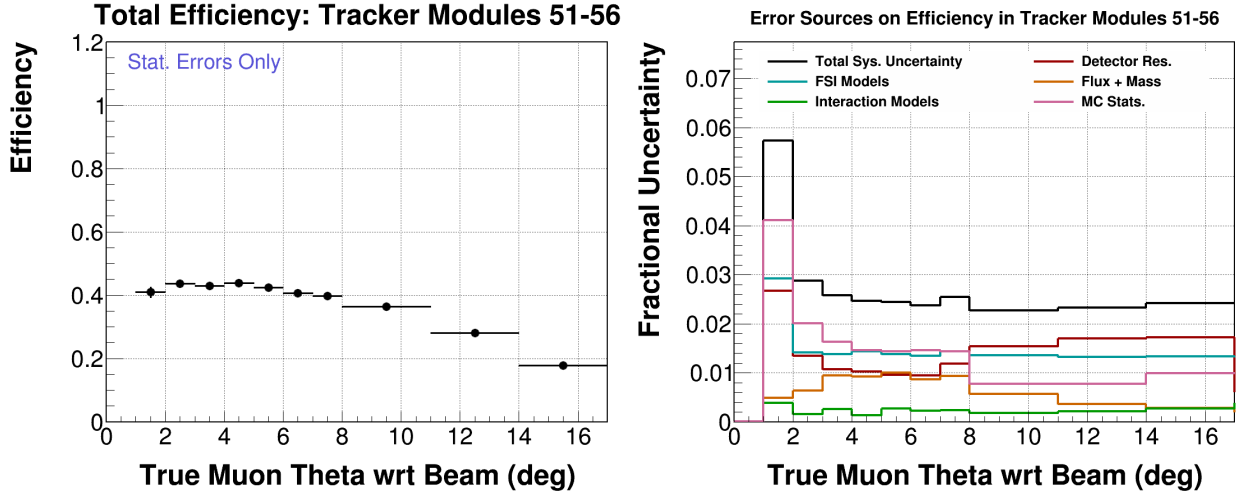 Total Efficiency: Tracker Modules 51-56
Stat. Errors Only
Efficiency
1.2
1
0.8
0.6
0.4
0.2
0
0 2 4 6 8 10 12 14 16
True Muon Theta wrt Beam (deg)
Error Sources on Efficiency in Tracker Modules 51-56
Total Sys. Uncertainty
FSI Models
Interaction Models
Detector Res.
Flux + Mass
MC Stats.
Fractional Uncertainty
0.07
0.06
0.05
0.04
0.03
0.02
0.01
0
0 2 4 6 8 10 12 14 16
True Muon Theta wrt Beam (deg)